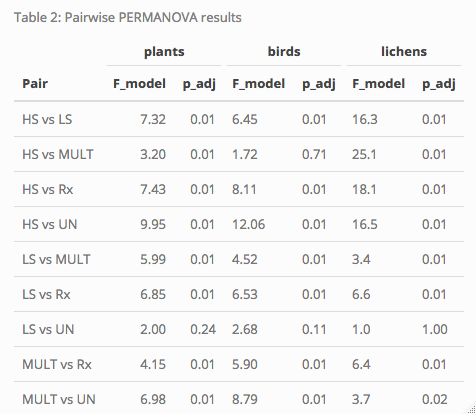 Table 2: Pairwise PERMANOVA results
plants birds lichens
Pair F_model p_adj F_model p_adj F_model p_adj
HS vs LS 7.32 0.01 6.45 0.01 16.3 0.01
HS vs MULT 3.20 0.01 1.72 0.71 25.1 0.01
HS vs Rx 7.43 0.01 8.11 0.01 18.1 0.01
HS vs UN 9.95 0.01 12.06 0.01 16.5 0.01
LS vs MULT 5.99 0.01 4.52 0.01 3.4 0.01
LS vs Rx 6.85 0.01 6.53 0.01 6.6 0.01
LS vs UN 2.00 0.24 2.68 0.11 1.0 1.00
MULT vs Rx 4.15 0.01 5.90 0.01 6.4 0.01
MULT vs UN 6.98 0.01 8.79 0.01 3.7 0.02